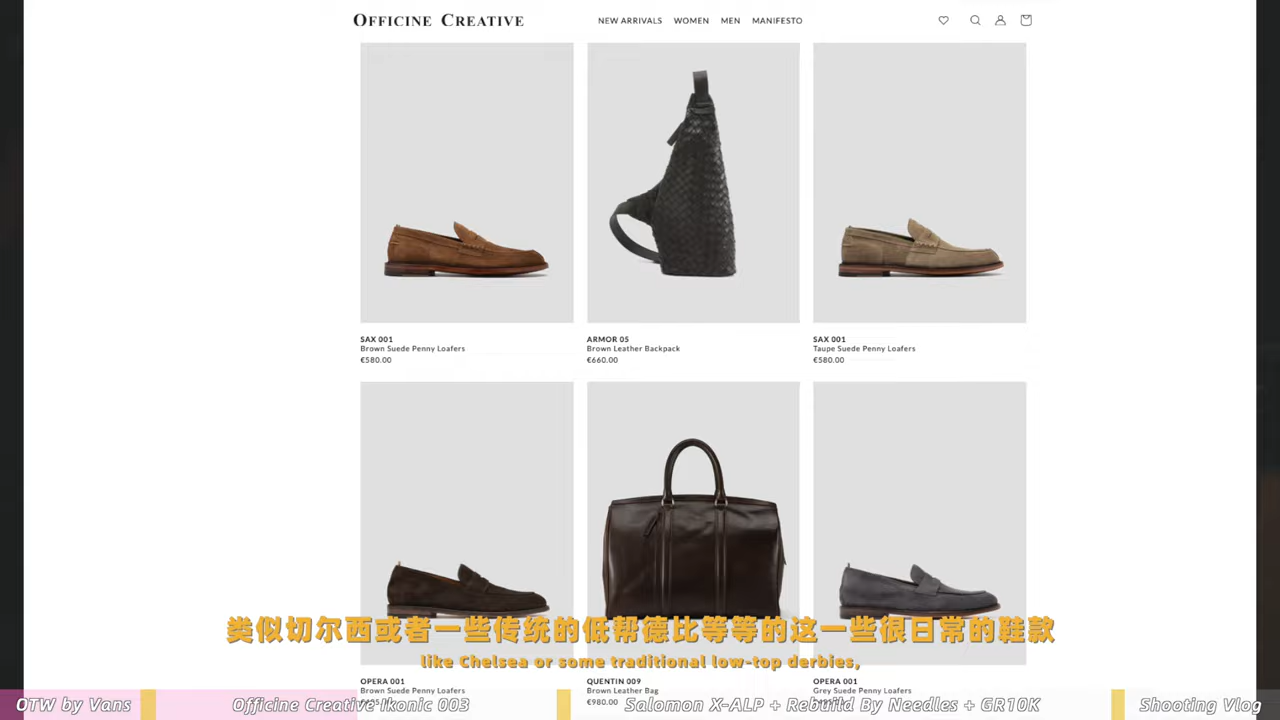 OFFICINE CREATIVE
NEW ARRIVALS WOMEN MEN MANIFESTO
SAX 001
Brown Suede Penny Loafers
€580.00
ARMOR 05
Brown Leather Backpack
€660.00
SAX 001
Taupe Suede Penny Loafers
€580.00
类似切尔西或者一些传统的低帮德比等等的这一些很日常的鞋款
like Chelsea or some traditional low-top derbies,
OPERA 001
Brown Suede Penny Loafers
QUENTIN 009
Brown Leather Bag
€980.00
OPERA 001
Grey Suede Penny Loafers
OTW by Vans
Officine Creative Ikonic 003
Salomon X-ALP + Rebuild By Needles + GR10K
Shooting Vlog